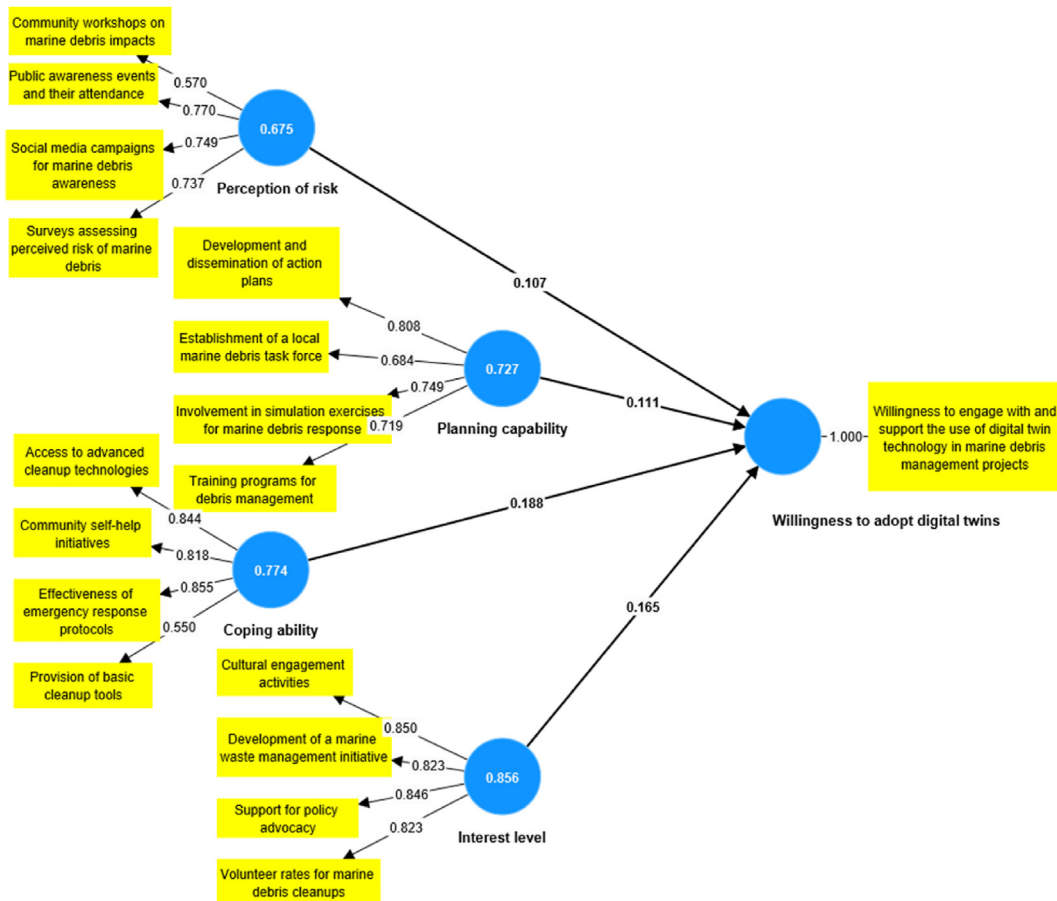 Community workshops on
marine debris impacts
Public awareness events
and their attendance
Social media campaigns
for marine debris
awareness
Surveys assessing
perceived risk of marine
debris
0.570
0.770
0.749
0.737
0.675
Perception of risk
0.107
Development and
dissemination of action
plans
Establishment of a local
marine debris task force
Involvement in simulation exercises
for marine debris response
Training programs for
debris management
0.808
0.684
0.749
0.719
0.727
Planning capability
0.111
Access to advanced
cleanup technologies
Community self-help
initiatives
Effectiveness of
emergency response
protocols
Provision of basic
cleanup tools
0.844
0.818
0.855
0.550
0.774
Coping ability
0.188
Cultural engagement
activities
Development of a marine
waste management initiative
Support for policy
advocacy
Volunteer rates for marine
debris cleanups
0.850
0.823
0.846
0.823
0.856
Interest level
0.165
Willingness to adopt digital twins
1.000
Willingness to engage with and
support the use of digital twin
technology in marine debris
management projects